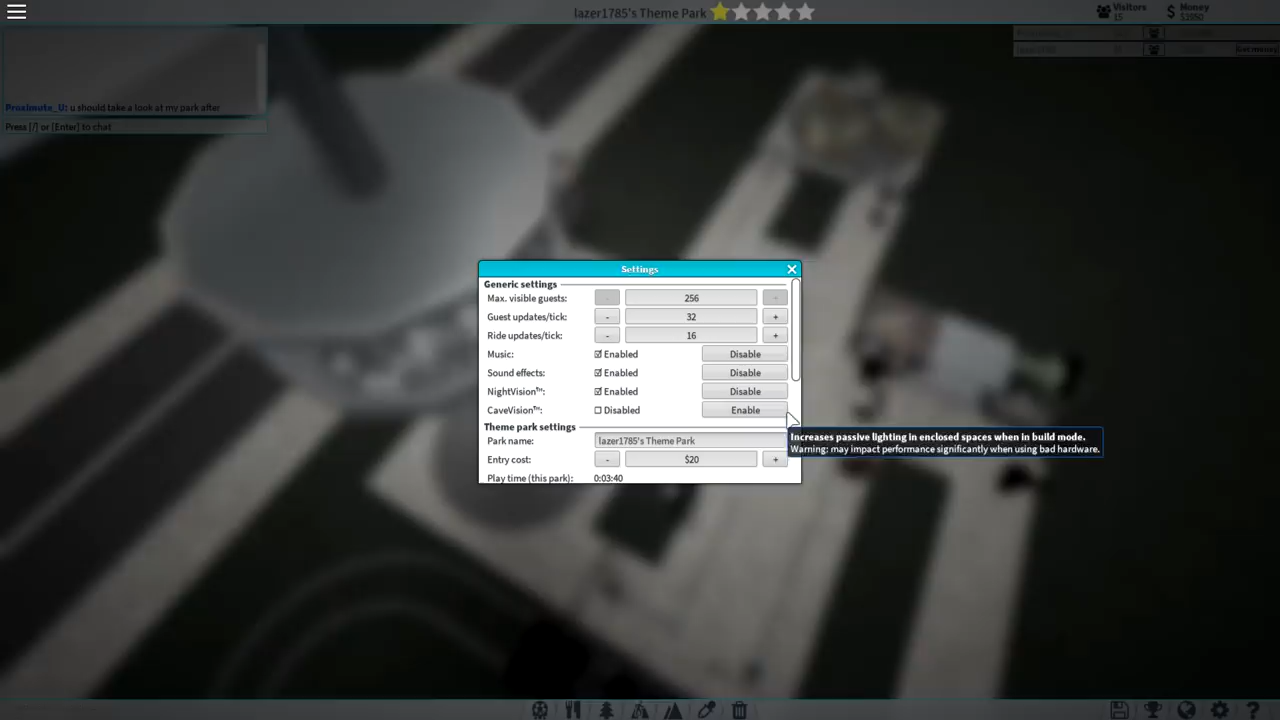 lazer1785's Theme Park
Visitors
15
$ Money
Get money
Proximute_U: u should take a look at my park after
Press [/] or [Enter] to chat
Settings
Generic settings
Max. visible guests: - 256 +
Guest updates/tick: - 32 +
Ride updates/tick: - 16 +
Music: Enabled Disable
Sound effects: Enabled Disable
NightVision™: Enabled Disable
CaveVision™: Disabled Enable
Theme park settings
Park name: lazer1785's Theme Park
Entry cost: - $20 +
Play time (this park): 0:03:40
Increases passive lighting in enclosed spaces when in build mode.
Warning: may impact performance significantly when using bad hardware.